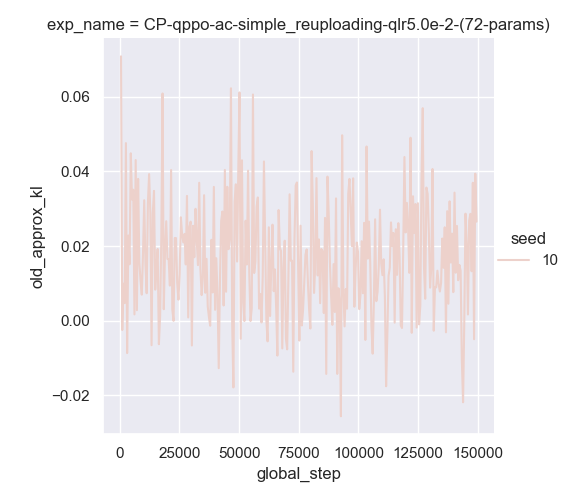 exp_name = CP-qppo-ac-simple_reuploading-qlr5.0e-2-(72-params)
0.06
0.04
0.02
0.00
−0.02
old_approx_kl
0 25000 50000 75000 100000 125000 150000
global_step
seed
10